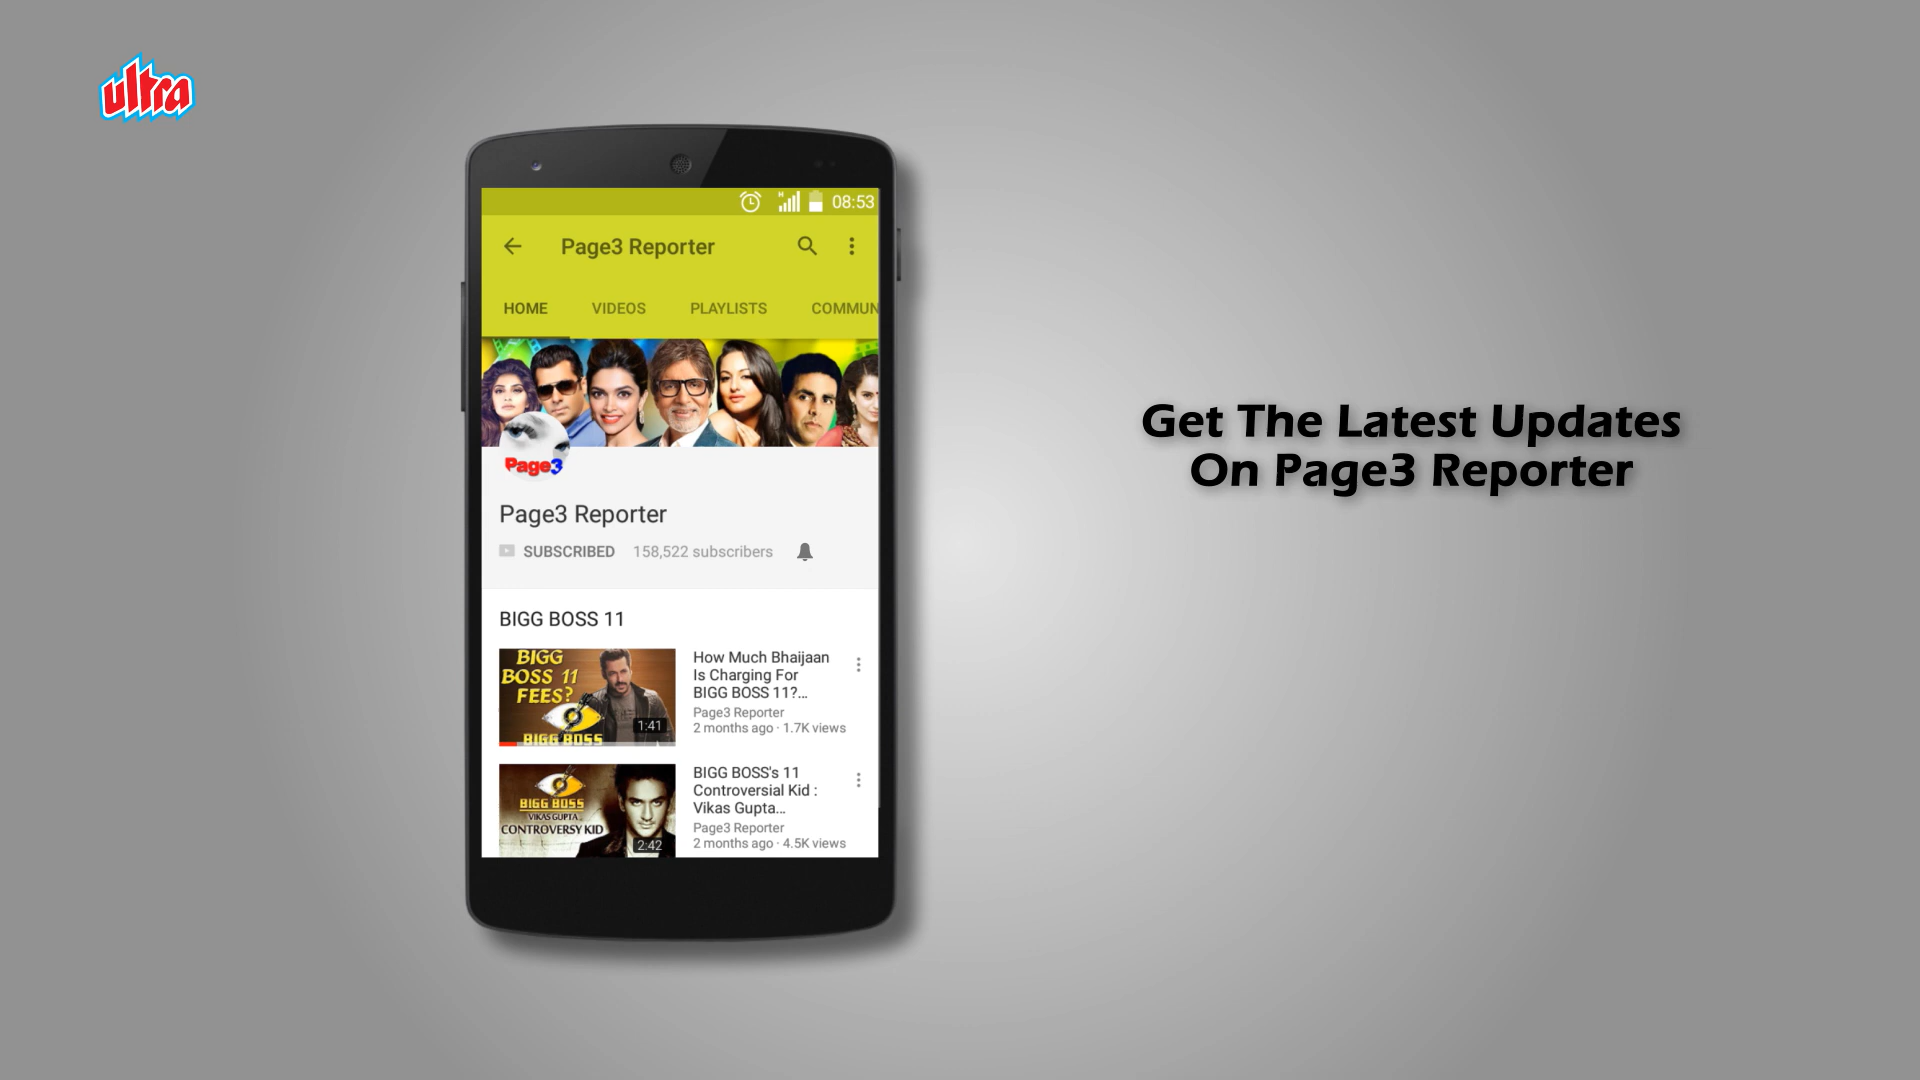 ultra
08:53
Page3 Reporter
HOME VIDEOS PLAYLISTS COMMUN
Page3
Page3 Reporter
SUBSCRIBED 158,522 subscribers
BIGG BOSS 11
BIGG
BOSS 11
FEES?
BIGG BOSS
1:41
How Much Bhaijaan
Is Charging For
BIGG BOSS 11?...
Page3 Reporter
2 months ago · 1.7K views
BIGG BOSS
VIKAS GUPTA
CONTROVERSY KID
2:42
BIGG BOSS's 11
Controversial Kid :
Vikas Gupta...
Page3 Reporter
2 months ago · 4.5K views
Get The Latest Updates
On Page3 Reporter